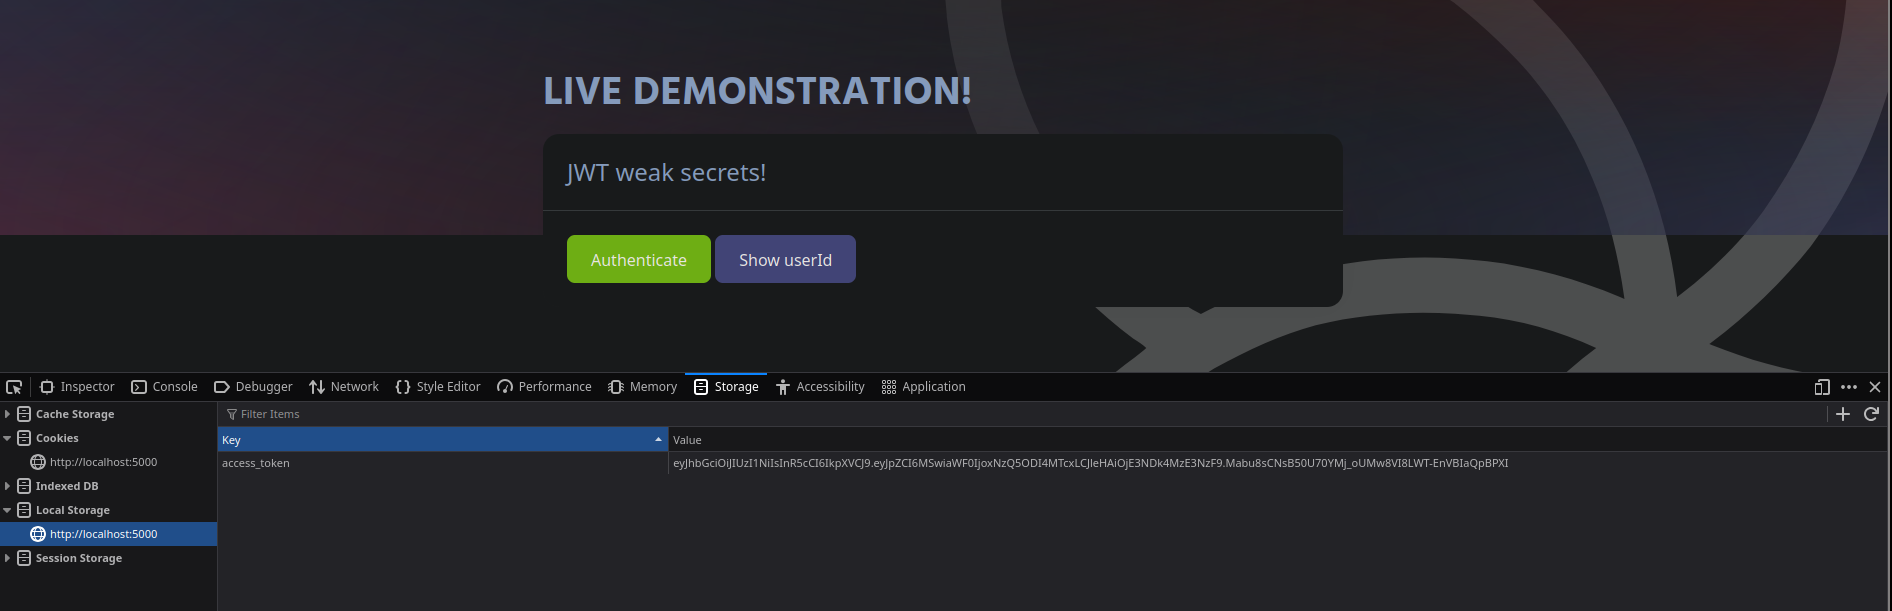 LIVE DEMONSTRATION!
JWT weak secrets!
Authenticate Show userId
Inspector Console Debugger Network Style Editor Performance Memory Storage Accessibility Application
Cache Storage
Filter Items
Cookies
Key Value
http://localhost:5000
access_token eyJhbGciOiJIUzI1NiIsInR5cCI6IkpXVCJ9.eyJpZCI6MSwiaWF0IjoxNzQ5ODI4MTcxLCJleHAiOjE3NDk4MzE3NzF9.Mabu8sCNsB50U70YMj_oUMw8VI8LWT-EnVBIaQpBPXI
Indexed DB
Local Storage
http://localhost:5000
Session Storage